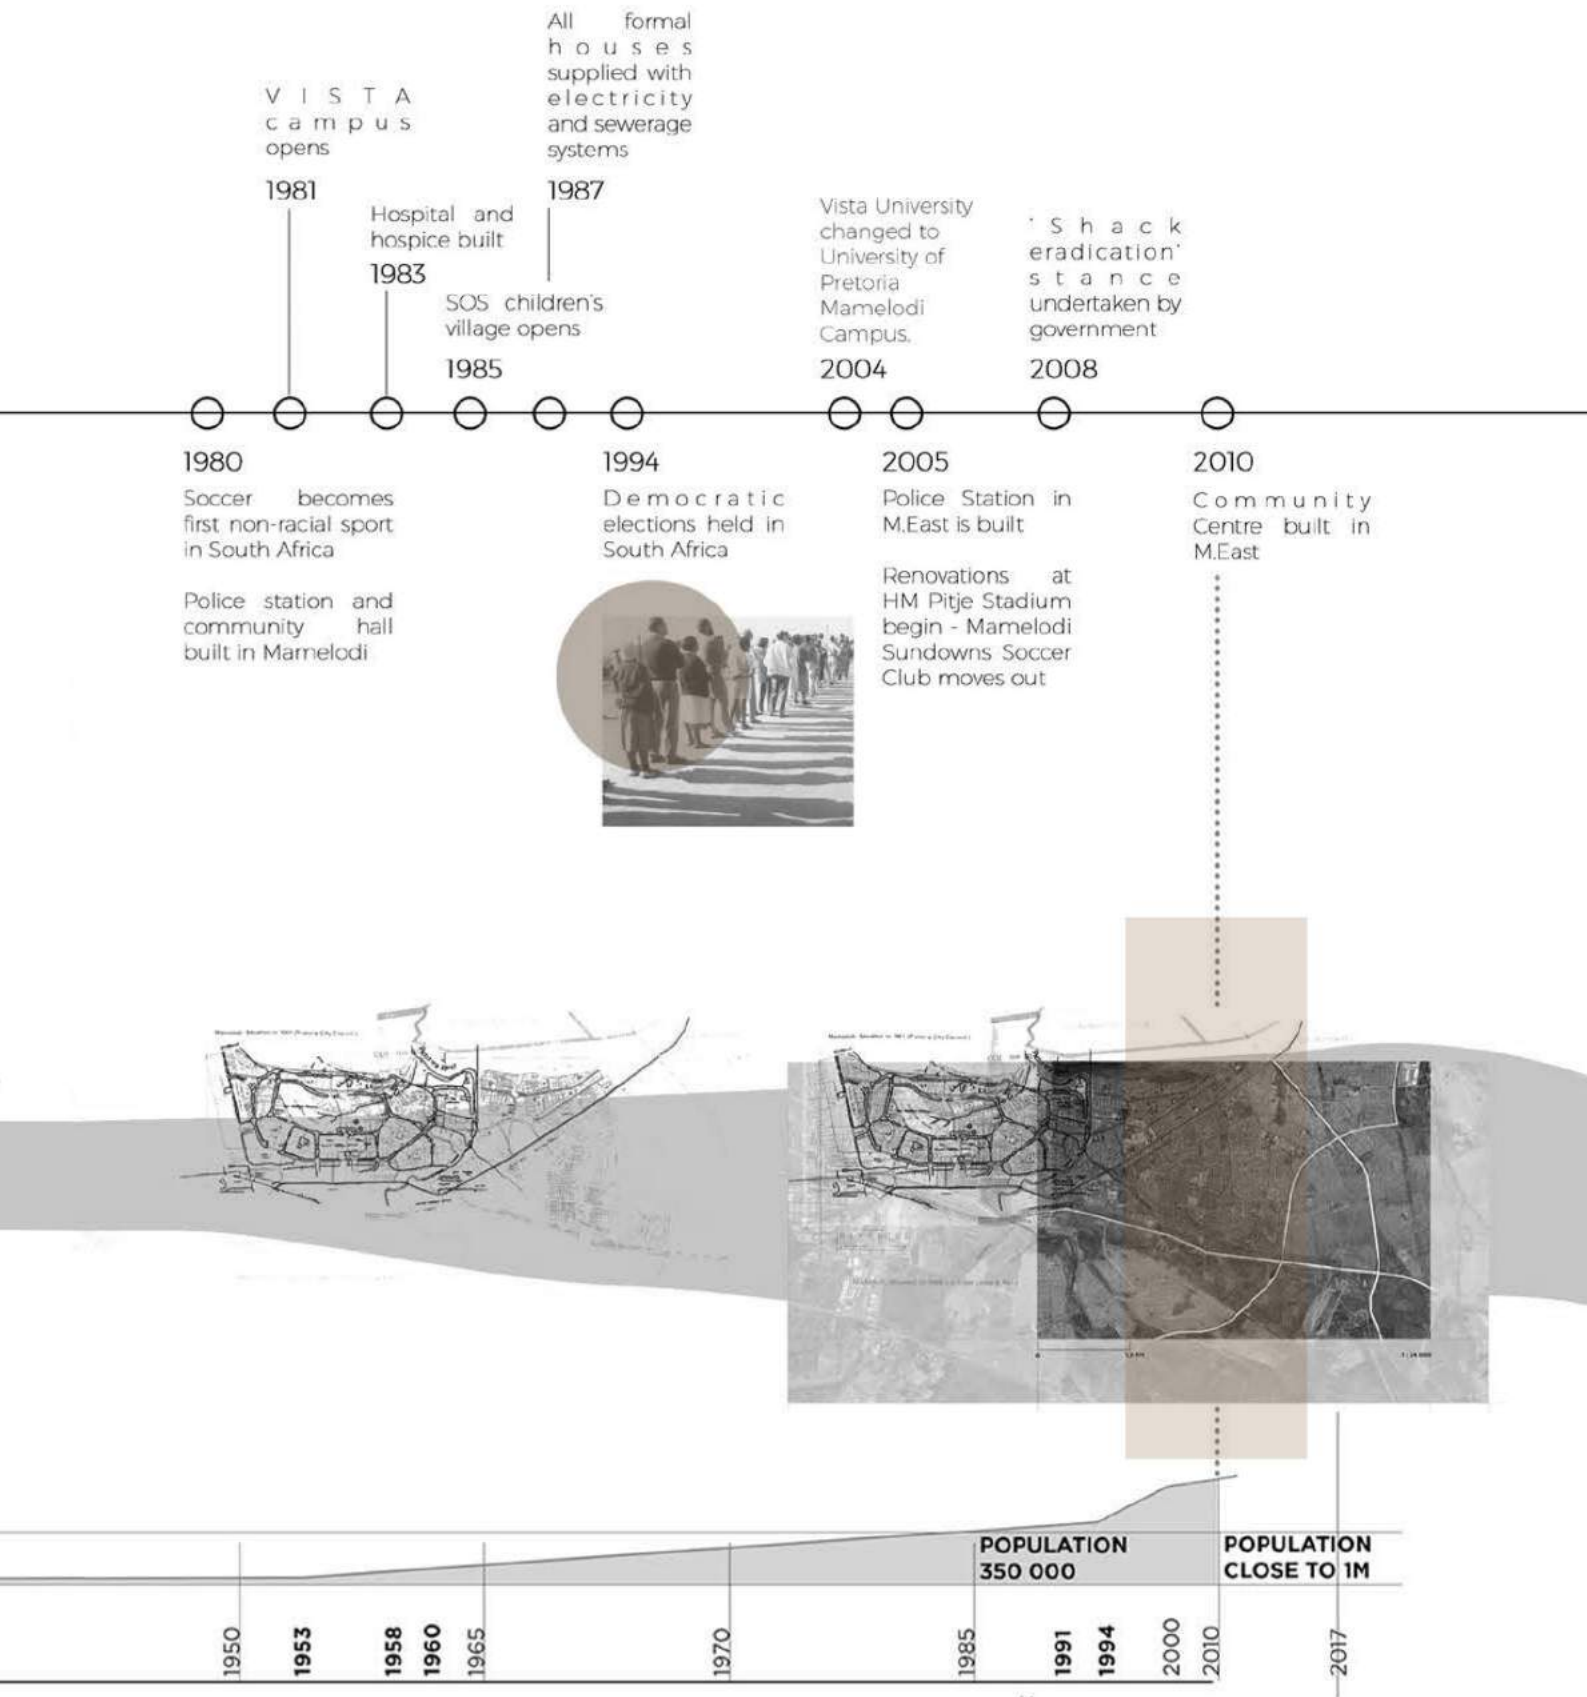 All formal
houses
supplied with
electricity
and sewerage
systems
1987
VISTA
campus
opens
1981
Hospital and
hospice built
1983
SOS children's
village opens
1985
Vista University
changed to
University of
Pretoria
Mamelodi
Campus.
2004
'Shack
eradication'
stance
undertaken by
government
2008
1980
Soccer becomes
first non-racial sport
in South Africa
Police station and
community hall
built in Mamelodi
1994
Democratic
elections held in
South Africa
2005
Police Station in
M.East is built
Renovations at
HM Pitje Stadium
begin - Mamelodi
Sundowns Soccer
Club moves out
2010
Community
Centre built in
M.East
POPULATION
350 000
POPULATION
CLOSE TO 1M
1950
1953
1958
1960
1965
1970
1985
1991
1994
2000
2010
2017